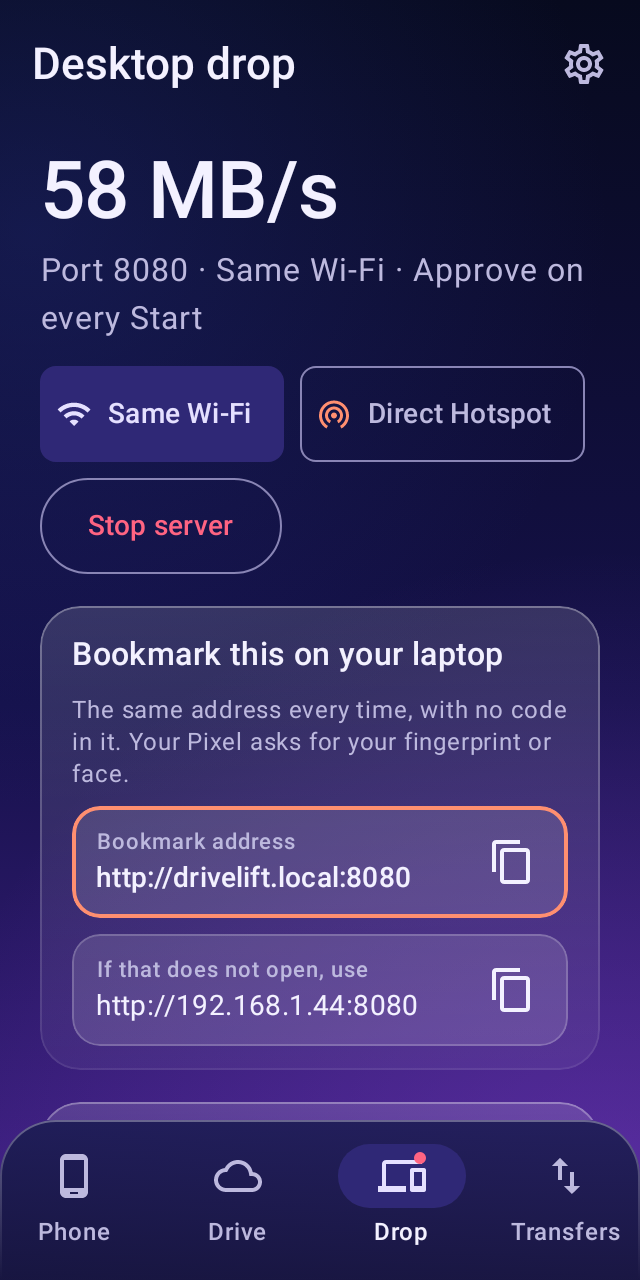 Desktop drop
58 MB/s
Port 8080 · Same Wi-Fi · Approve on
every Start
Same Wi-Fi
Direct Hotspot
Stop server
Bookmark this on your laptop
The same address every time, with no code
in it. Your Pixel asks for your fingerprint or
face.
Bookmark address
http://drivelift.local:8080
If that does not open, use
http://192.168.1.44:8080
Phone
Drive
Drop
Transfers